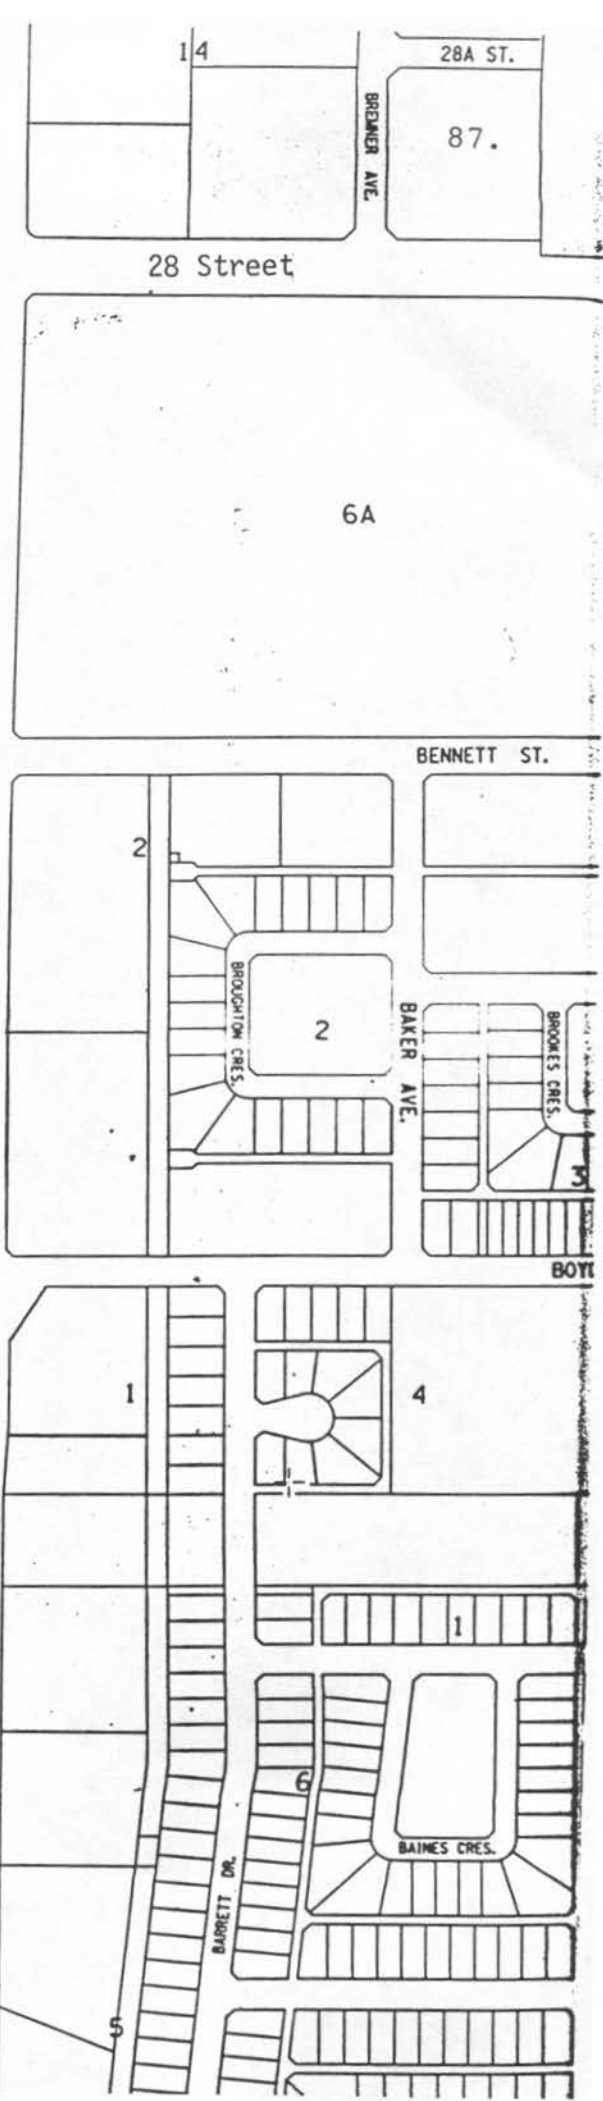 14
28A ST.
BREMNER AVE.
87.
28 Street
6A
BENNETT ST.
2
BROUGHTON CRES.
2
BAKER AVE.
BROOKES CRES.
3
1
4
1
6
BAINES CRES.
BARRETT DR.
5